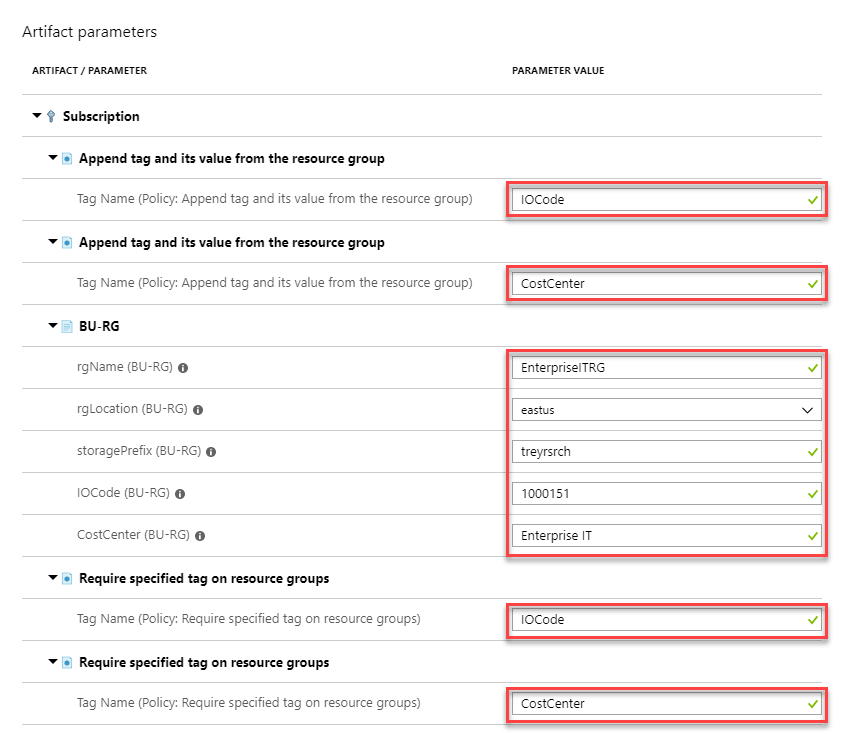 Artifact parameters
ARTIFACT / PARAMETER PARAMETER VALUE
Subscription
Append tag and its value from the resource group
Tag Name (Policy: Append tag and its value from the resource group) IOCode
Append tag and its value from the resource group
Tag Name (Policy: Append tag and its value from the resource group) CostCenter
BU-RG
rgName (BU-RG) EnterpriseITRG
rgLocation (BU-RG) eastus
storagePrefix (BU-RG) treyrsrch
IOCode (BU-RG) 1000151
CostCenter (BU-RG) Enterprise IT
Require specified tag on resource groups
Tag Name (Policy: Require specified tag on resource groups) IOCode
Require specified tag on resource groups
Tag Name (Policy: Require specified tag on resource groups) CostCenter